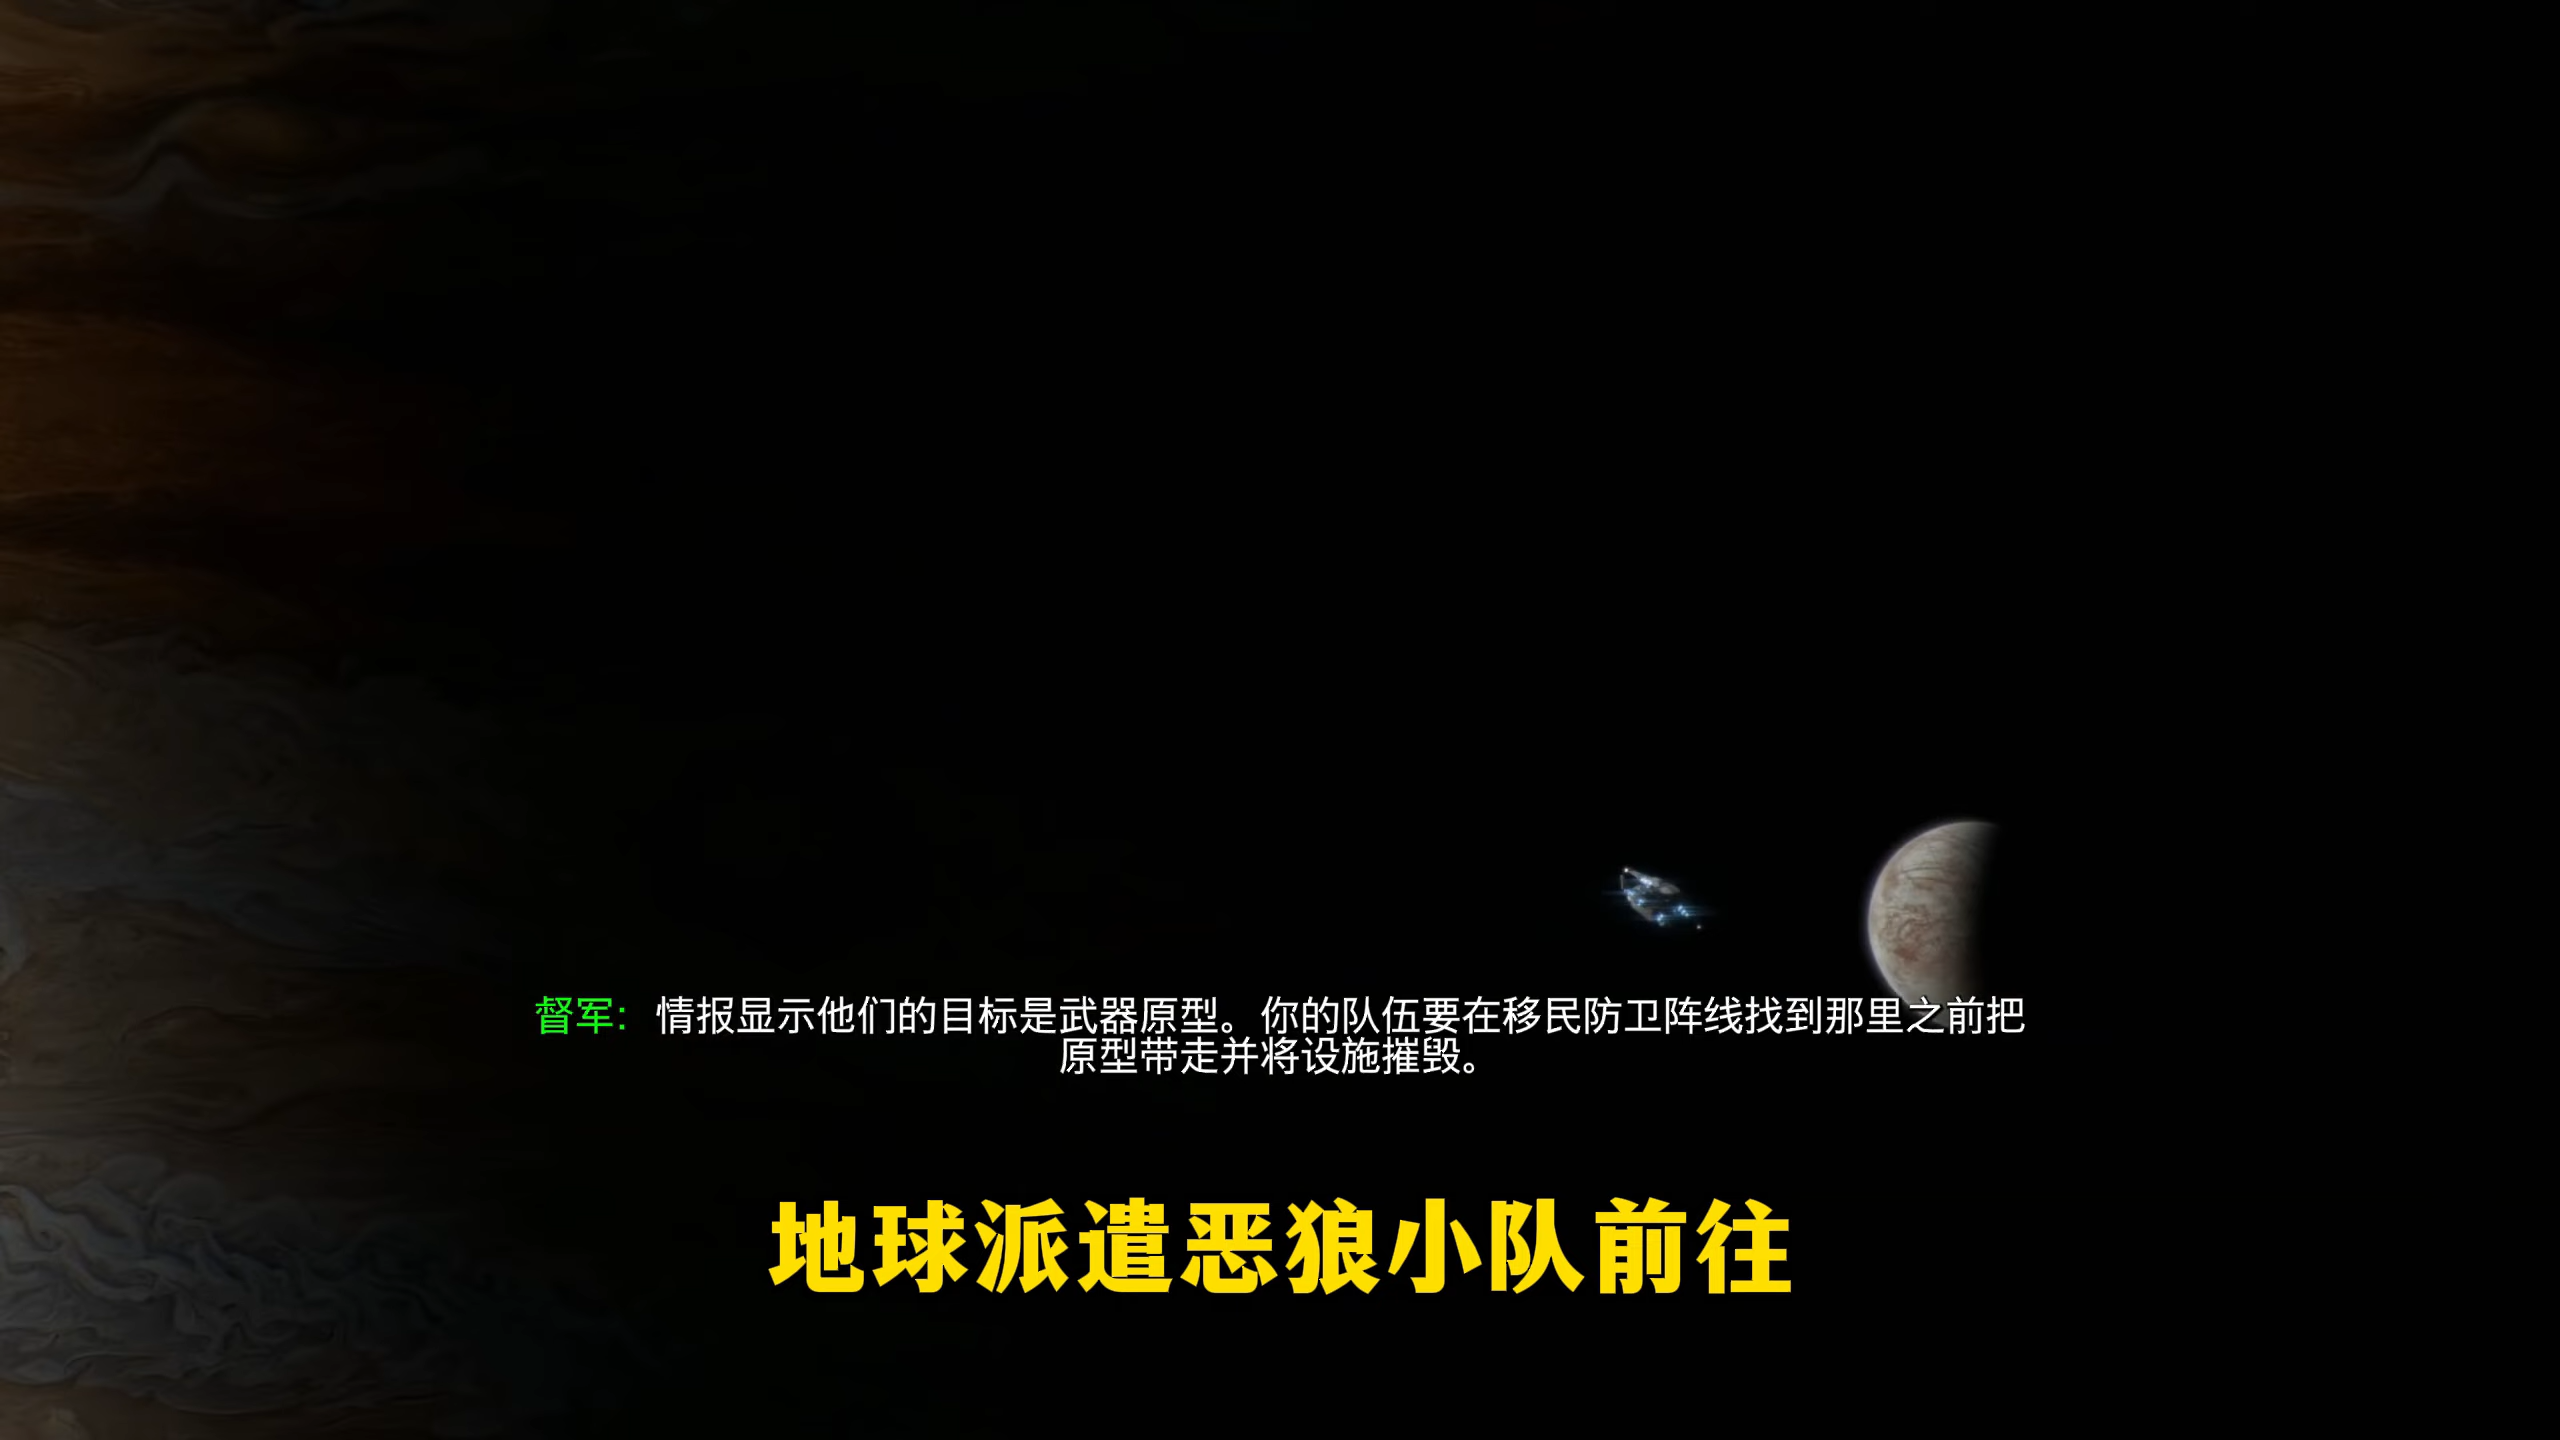 督军：情报显示他们的目标是武器原型。你的队伍要在移民防卫阵线找到那里之前把
原型带走并将设施摧毁。
地球派遣恶狼小队前往